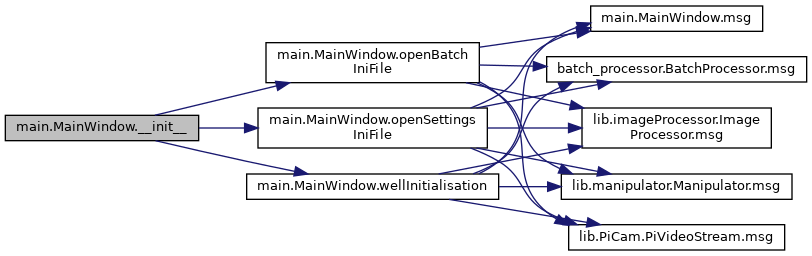 main.MainWindow.__init__
main.MainWindow.openBatch
IniFile
main.MainWindow.openSettings
IniFile
main.MainWindow.wellInitialisation
main.MainWindow.msg
batch_processor.BatchProcessor.msg
lib.imageProcessor.Image
Processor.msg
lib.manipulator.Manipulator.msg
lib.PiCam.PiVideoStream.msg